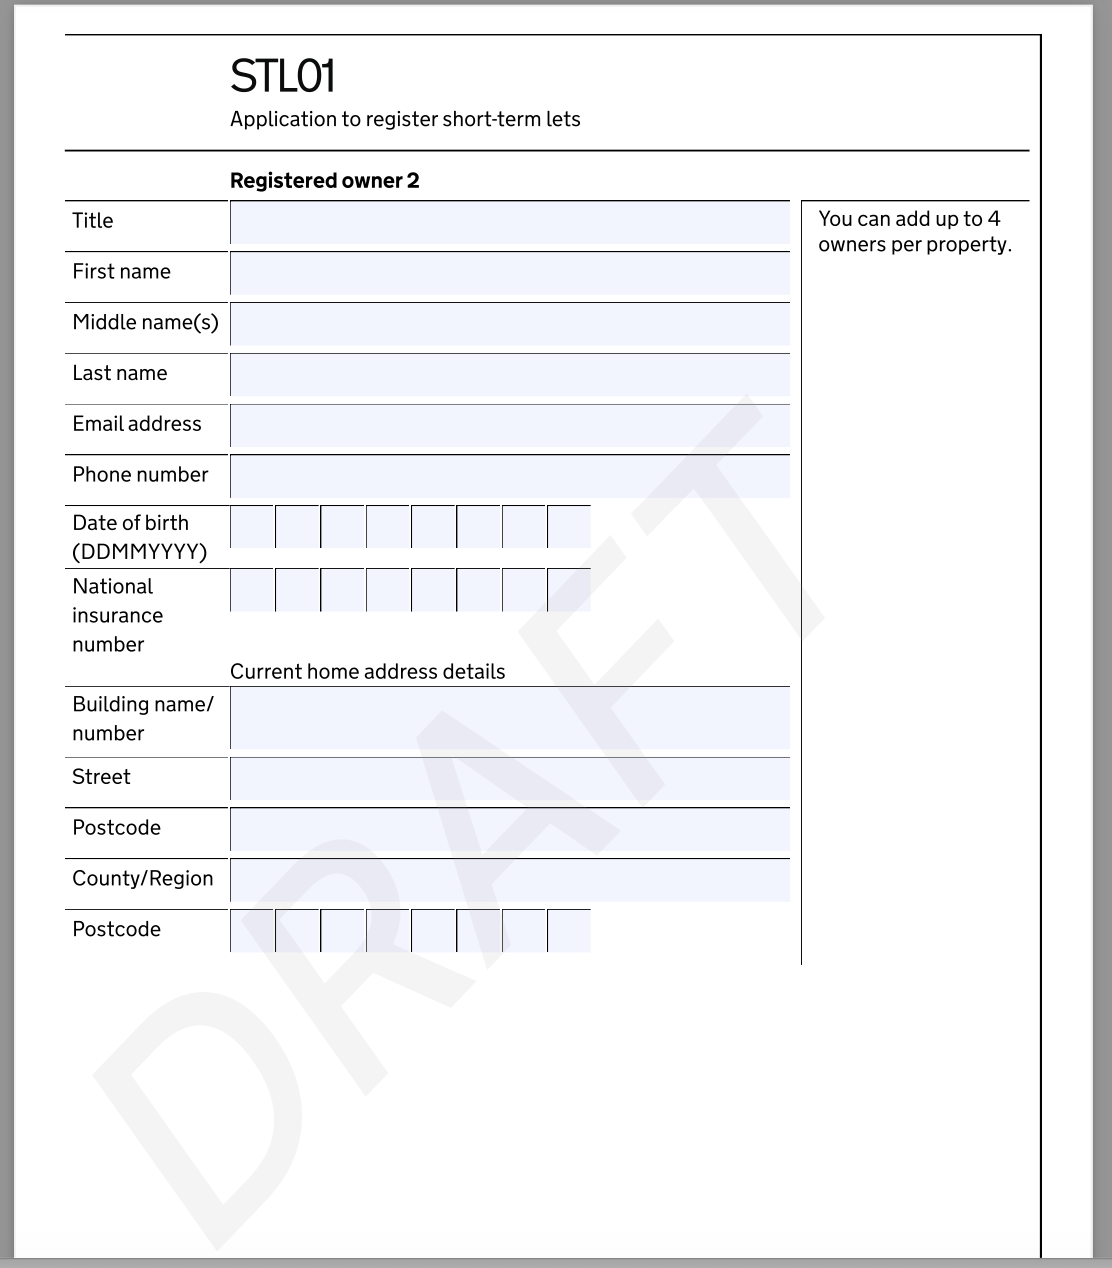 STL01
Application to register short-term lets
Registered owner 2
Title
You can add up to 4
owners per property.
First name
Middle name(s)
Last name
Email address
Phone number
Date of birth
(DDMMYYYY)
National
insurance
number
Current home address details
Building name/
number
Street
Postcode
County/Region
Postcode
DRAFT